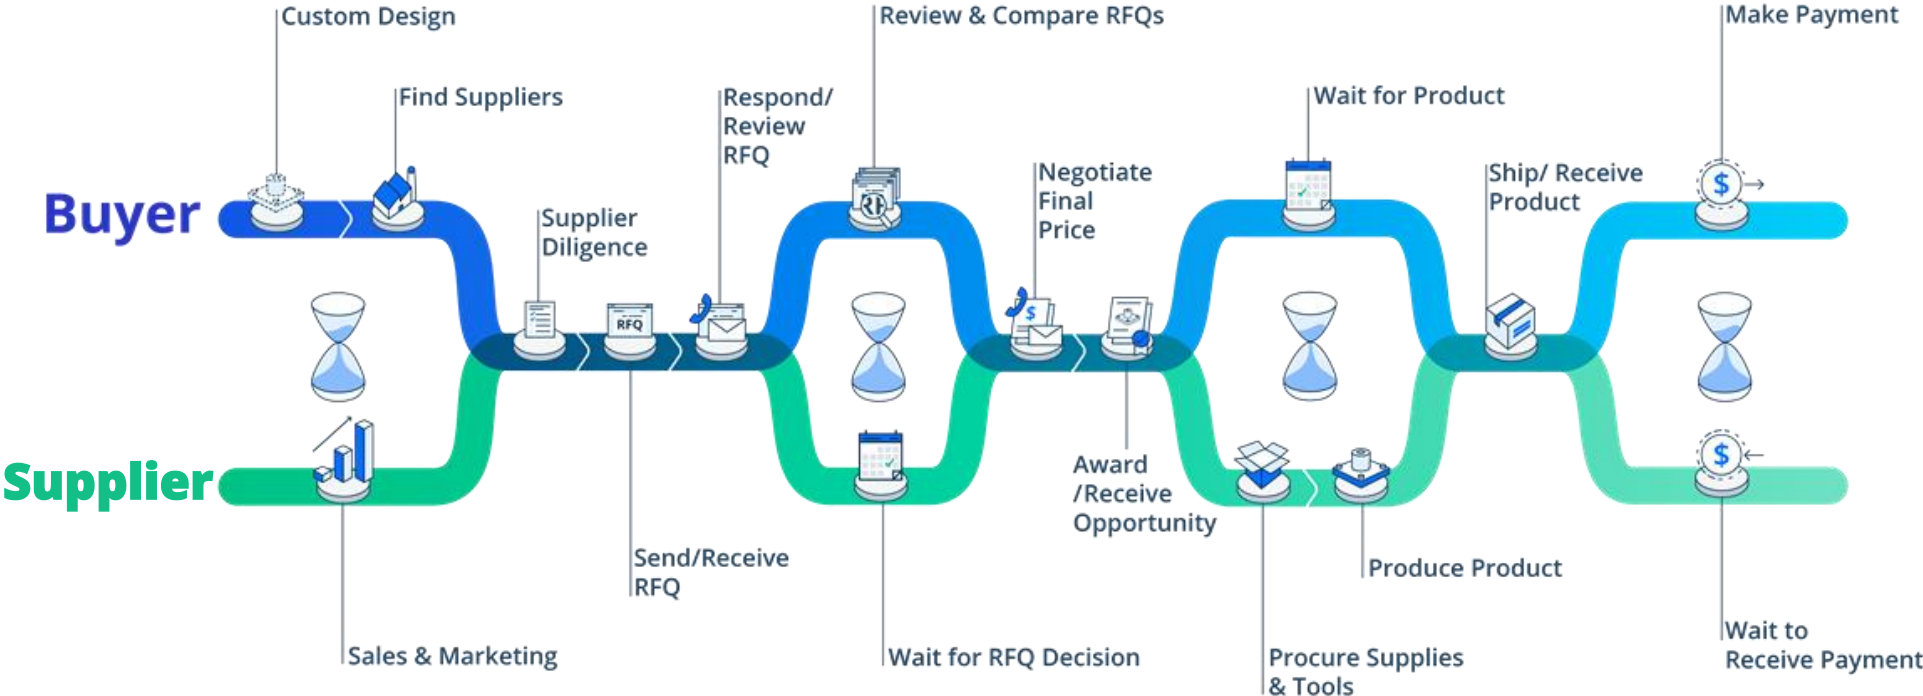 Custom Design
Review & Compare RFQs
Make Payment
Find Suppliers
Respond/
Review
RFQ
Wait for Product
Negotiate
Final
Price
Ship/ Receive
Product
Buyer
Supplier
Diligence
RFQ
$
RF
$
Supplier
$
Award
/Receive
Opportunity
Send/Receive
RFQ
Produce Product
Sales & Marketing
Wait for RFQ Decision
Procure Supplies
& Tools
Wait to
Receive Payment